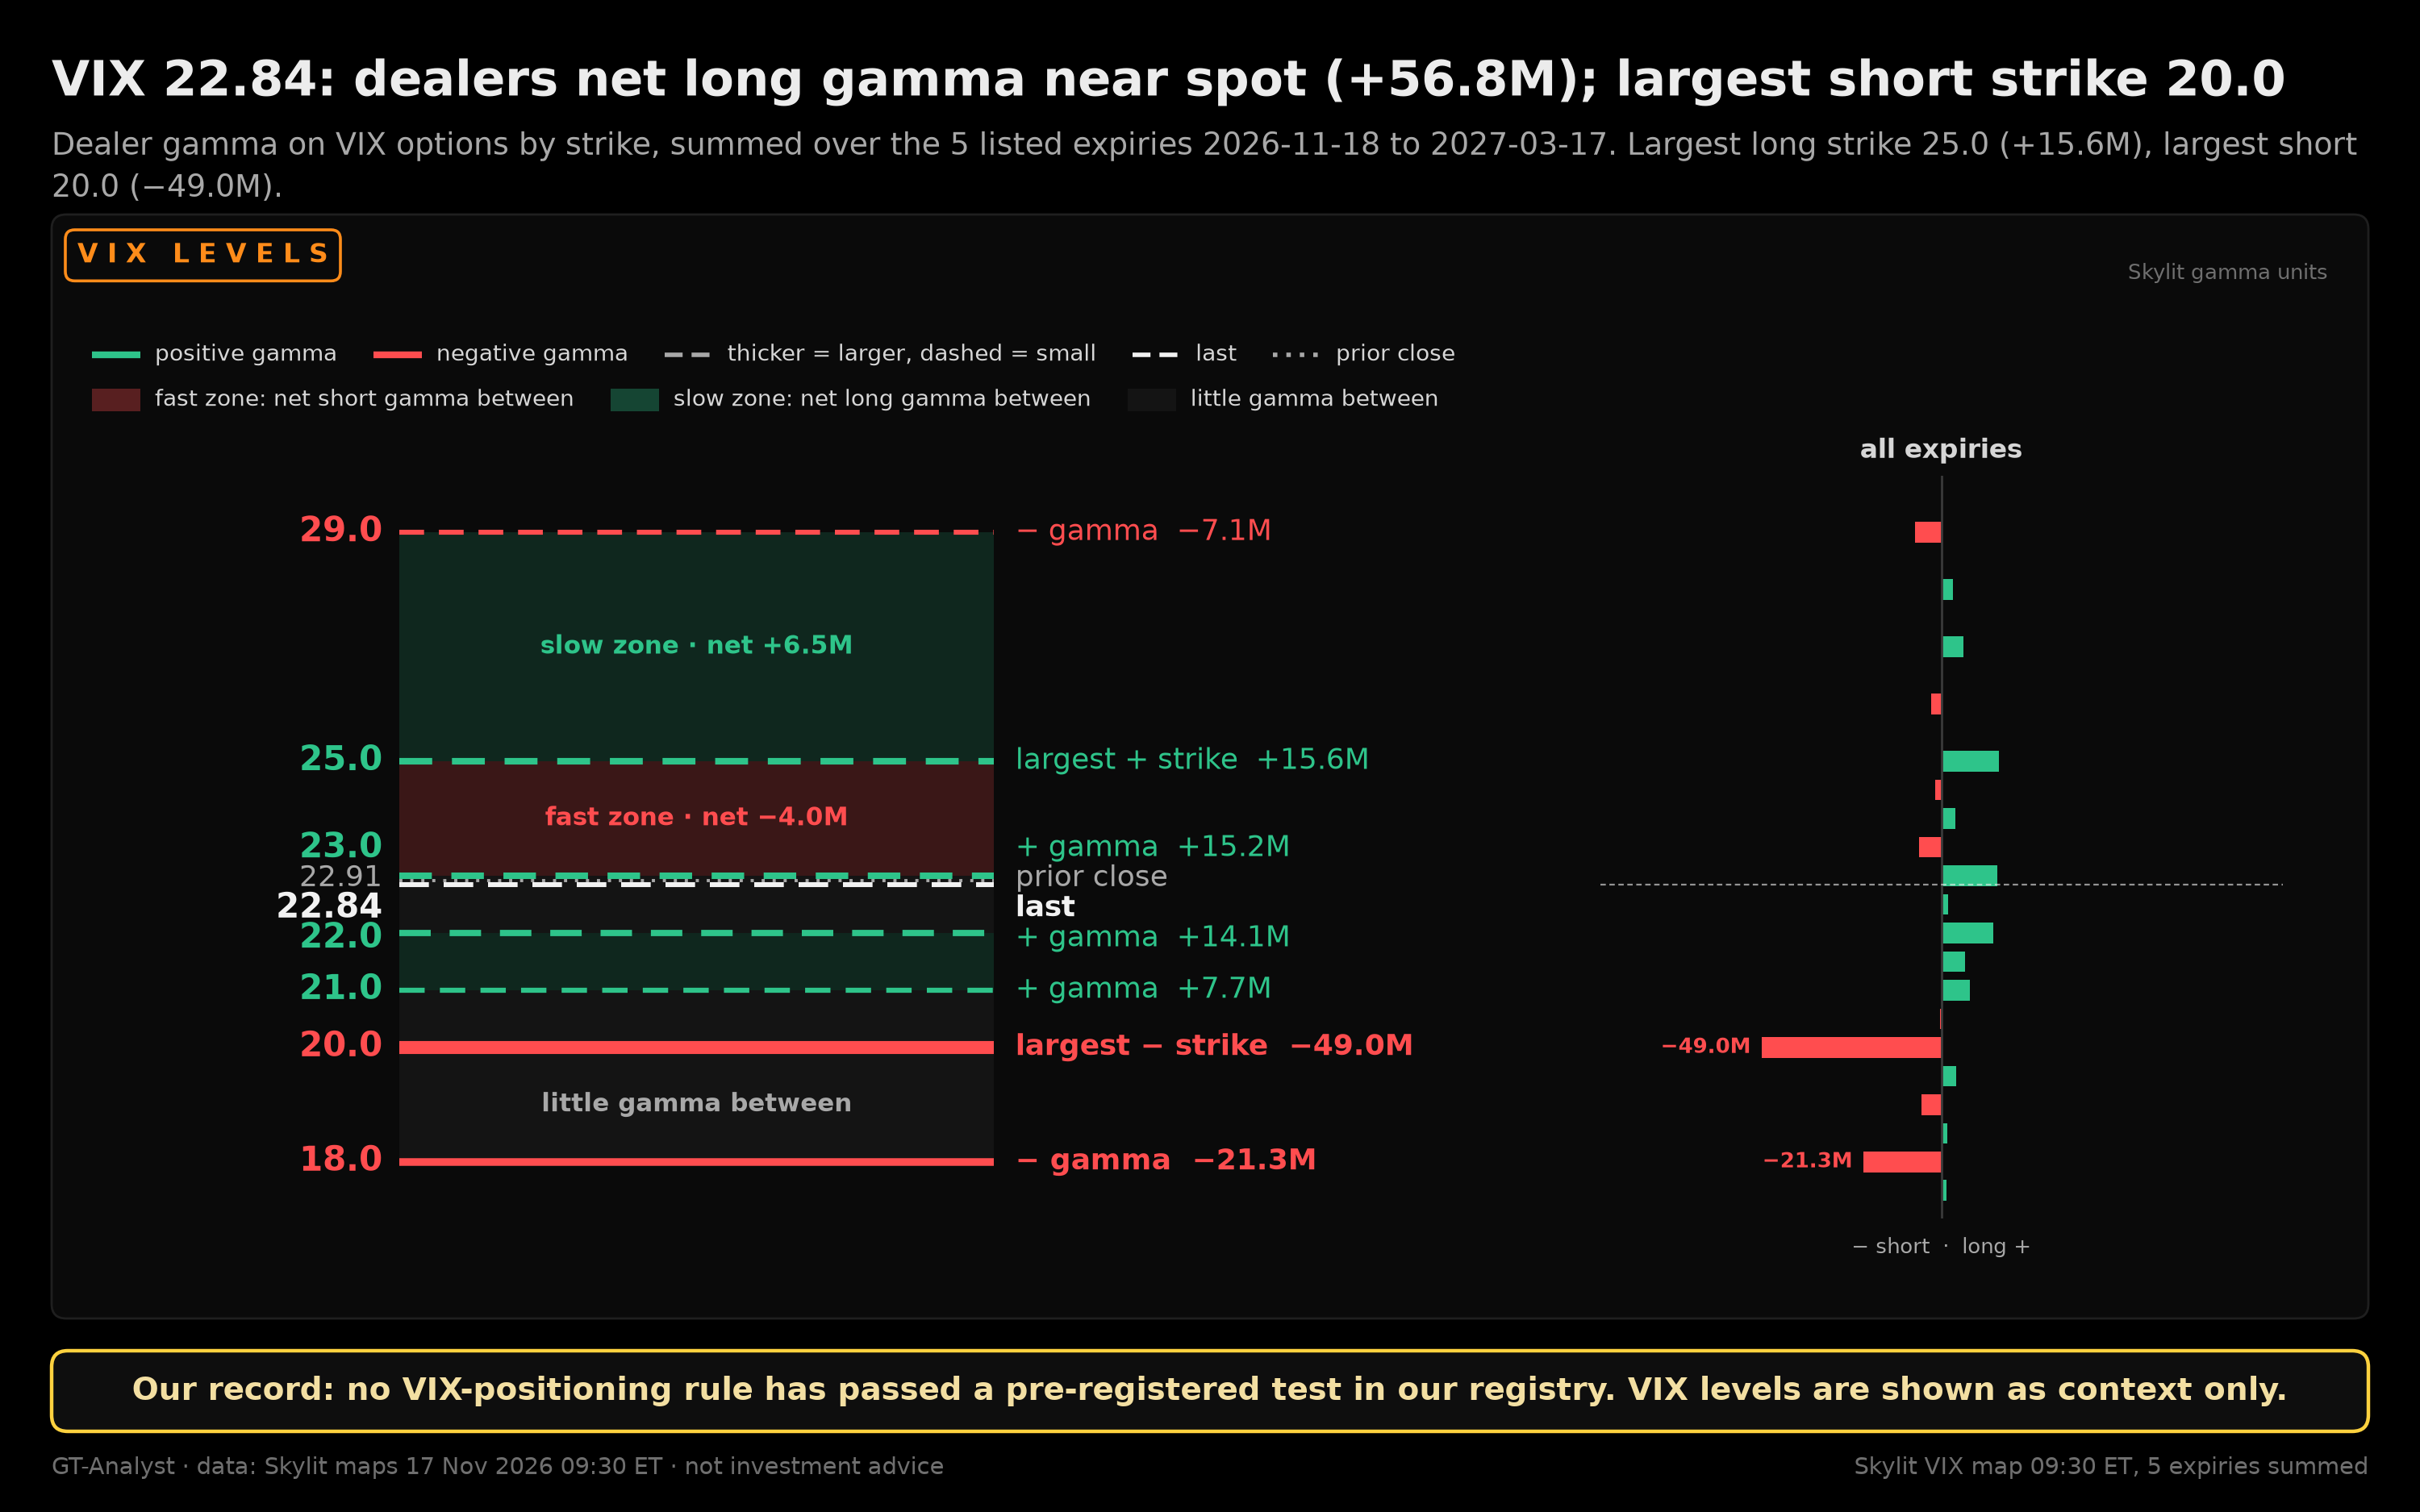 VIX 22.84: dealers net long gamma near spot (+56.8M); largest short strike 20.0
Dealer gamma on VIX options by strike, summed over the 5 listed expiries 2026-11-18 to 2027-03-17. Largest long strike 25.0 (+15.6M), largest short
20.0 (−49.0M).
VIX LEVELS
Skylit gamma units
positive gamma
negative gamma
thicker = larger, dashed = small
last
prior close
fast zone: net short gamma between
slow zone: net long gamma between
little gamma between
all expiries
29.0
− gamma −7.1M
slow zone · net +6.5M
25.0
largest + strike +15.6M
fast zone · net −4.0M
23.0
+ gamma +15.2M
22.91
prior close
22.84
last
22.0
+ gamma +14.1M
21.0
+ gamma +7.7M
20.0
largest − strike −49.0M
−49.0M
little gamma between
18.0
− gamma −21.3M
−21.3M
− short · long +
Our record: no VIX-positioning rule has passed a pre-registered test in our registry. VIX levels are shown as context only.
GT-Analyst · data: Skylit maps 17 Nov 2026 09:30 ET · not investment advice
Skylit VIX map 09:30 ET, 5 expiries summed